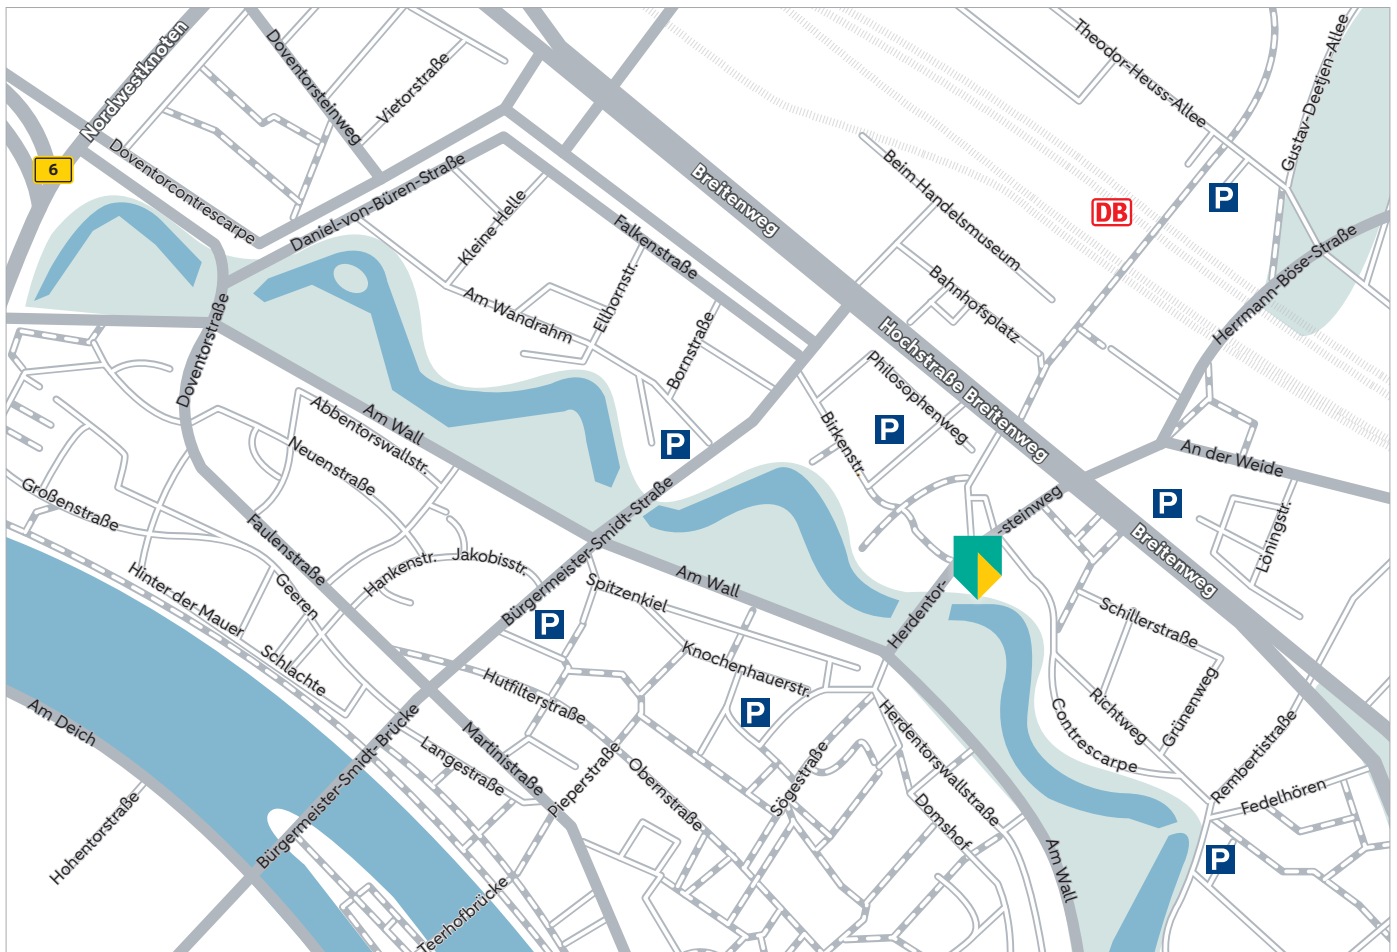 Nordwestknoten
Doventorsteinweg
Vietorstraße
Theodor-Heuss-Allee
Gustav-Deetjen-Allee
6
Doventorcontrescarpe
Daniel-von-Büren-Straße
Kleine Helle
Falkenstraße
Breitenweg
Beim Handelsmuseum
DB
P
Herrmann-Böse-Straße
Bahnhofsplatz
Am Wandrahm
Ellhornstr.
Bornstraße
Doventorstraße
Hochstraße Breitenweg
Philosophenweg
Birkenstr.
P
P
An der Weide
Am Wall
Abbentorswallstr.
Neuenstraße
Großenstraße
Faulenstraße
Bürgermeister-Smidt-Straße
-steinweg
P
Löningstr.
Breitenweg
Hankenstr.
Jakobisstr.
Geeren
Hinter der Mauer
Am Wall
Spitzenkiel
P
Herdentor-
Schillerstraße
Schlachte
Knochenhauerstr.
Hutfilterstraße
P
Richtweg
Grünenweg
Contrescarpe
Am Deich
Bürgermeister-Smidt-Brücke
Langestraße
Martinistraße
Pieperstraße
Obernstraße
Sögestraße
Herdentorswallstraße
Domshof
Rembertistraße
Fedelhören
Hohentorstraße
Am Wall
P
Teerhofbrücke